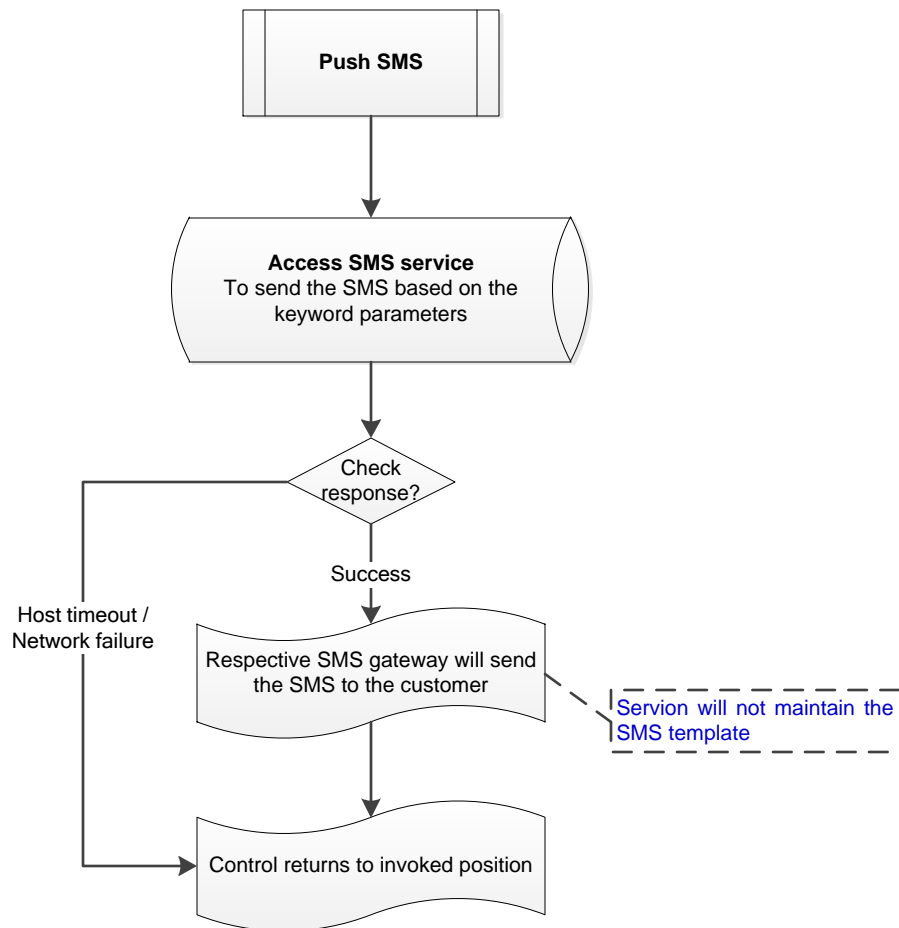 Push SMS
Access SMS service
To send the SMS based on the
keyword parameters
Check
response?
Success
Host timeout /
Network failure
Respective SMS gateway will send
the SMS to the customer
Servion will not maintain the
SMS template
Control returns to invoked position